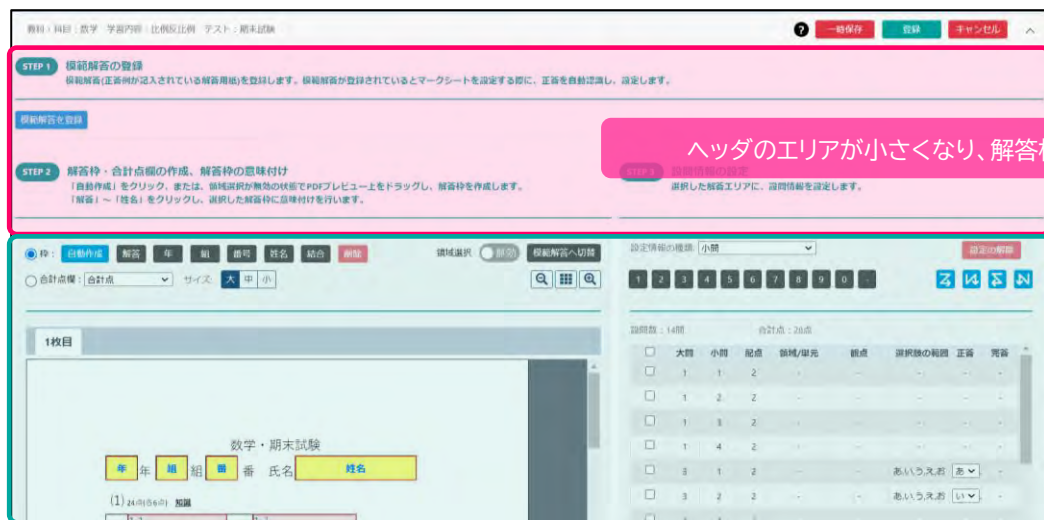 教科・科目：数学　学習内容：比例反比例　テスト：期末試験
? 一時保存 登録 キャンセル
STEP 1 模範解答の登録
模範解答(正答例が記入されている解答用紙)を登録します。模範解答が登録されているとマークシートを設定する際に、正答を自動認識し、設定します。
模範解答を登録
ヘッダのエリアが小さくなり、解答
STEP 2 解答枠・合計点欄の作成、解答枠の意味付け
「自動作成」をクリック、または、領域選択が無効の状態でPDFプレビュー上をドラッグし、解答枠を作成します。
「解答」～「姓名」をクリックし、選択した解答枠に意味付けを行います。
STEP 3 設問情報の設定
選択した解答エリアに、設問情報を設定します。
枠： 自動作成 解答 年 組 番号 姓名 結合 削除 領域選択 無効 模範解答へ切替
合計点欄： 合計点 サイズ: 大 中 小
設定情報の種類: 小問 設定の解除
1 2 3 4 5 6 7 8 9 0 -
1枚目
数学・期末試験
年 年 組 組 番 番 氏名 姓名
(1) 知識
設問数：14問 合計点：28点
大問 小問 配点 領域/単元 観点 選択肢の範囲 正答 完答
1 1 2 - - - - -
1 2 2 - - - - -
1 3 2 - - - - -
1 4 2 - - - - -
3 1 2 - - あ,い,う,え,お あ -
3 2 2 - - あ,い,う,え,お い -